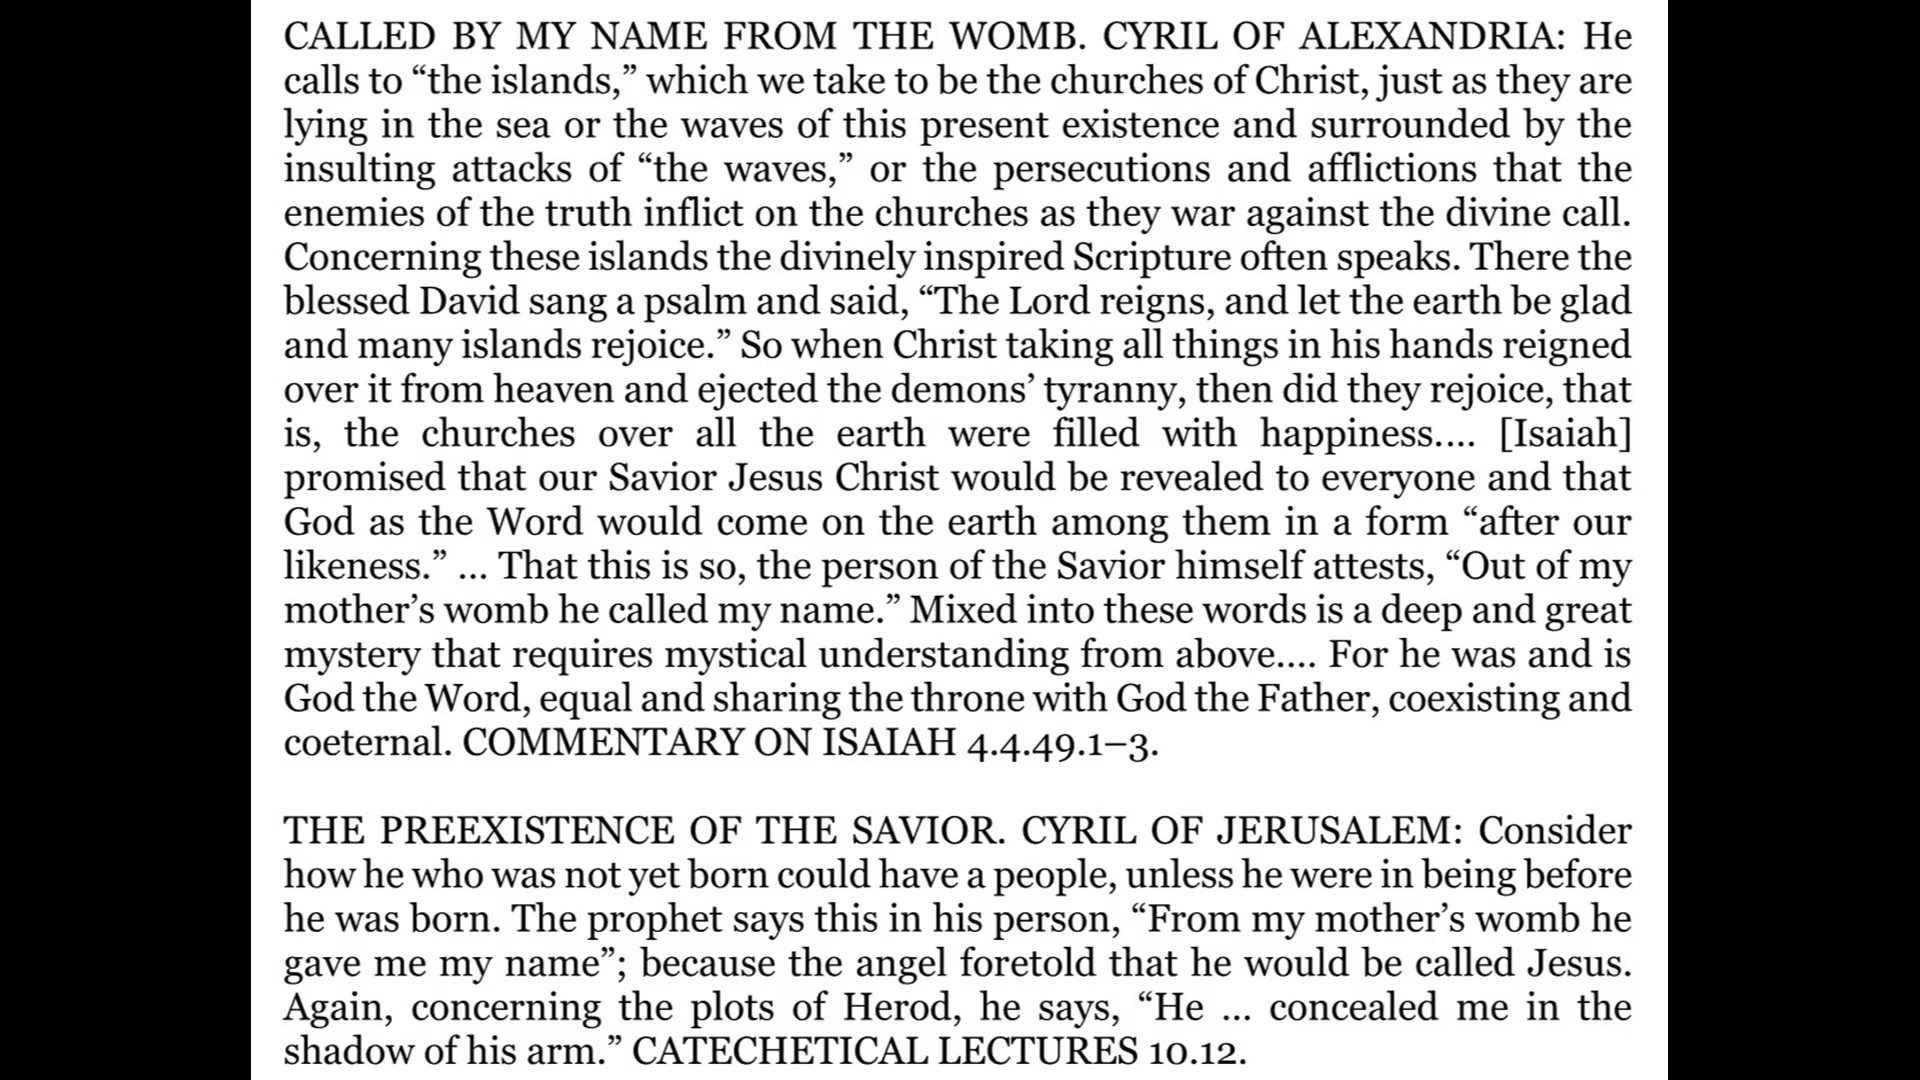 CALLED BY MY NAME FROM THE WOMB. CYRIL OF ALEXANDRIA: He
calls to “the islands,” which we take to be the churches of Christ, just as they are
lying in the sea or the waves of this present existence and surrounded by the
insulting attacks of “the waves,” or the persecutions and afflictions that the
enemies of the truth inflict on the churches as they war against the divine call.
Concerning these islands the divinely inspired Scripture often speaks. There the
blessed David sang a psalm and said, “The Lord reigns, and let the earth be glad
and many islands rejoice.” So when Christ taking all things in his hands reigned
over it from heaven and ejected the demons’ tyranny, then did they rejoice, that
is, the churches over all the earth were filled with happiness.... [Isaiah]
promised that our Savior Jesus Christ would be revealed to everyone and that
God as the Word would come on the earth among them in a form “after our
likeness.” ... That this is so, the person of the Savior himself attests, “Out of my
mother’s womb he called my name.” Mixed into these words is a deep and great
mystery that requires mystical understanding from above.... For he was and is
God the Word, equal and sharing the throne with God the Father, coexisting and
coeternal. COMMENTARY ON ISAIAH 4.4.49.1–3.
THE PREEXISTENCE OF THE SAVIOR. CYRIL OF JERUSALEM: Consider
how he who was not yet born could have a people, unless he were in being before
he was born. The prophet says this in his person, “From my mother’s womb he
gave me my name”; because the angel foretold that he would be called Jesus.
Again, concerning the plots of Herod, he says, “He ... concealed me in the
shadow of his arm.” CATECHETICAL LECTURES 10.12.